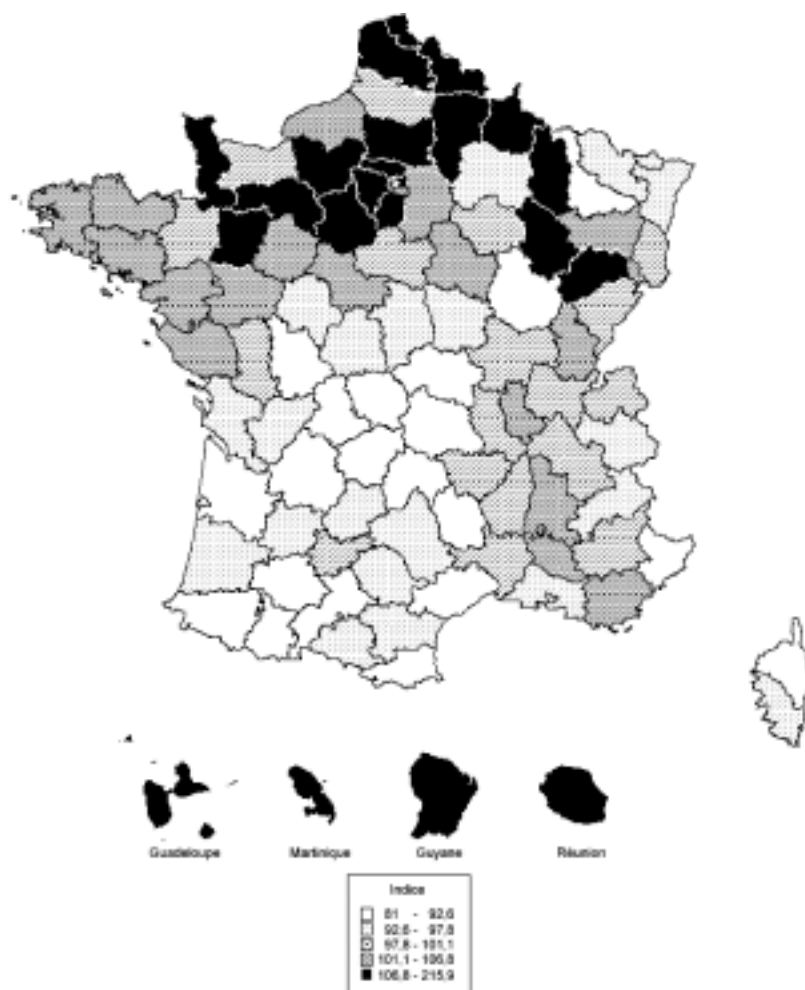 Guadeloupe Martinique Guyane Réunion
Indice
81 - 92,6
92,6 - 97,8
97,8 - 101,1
101,1 - 106,8
106,8 - 215,9